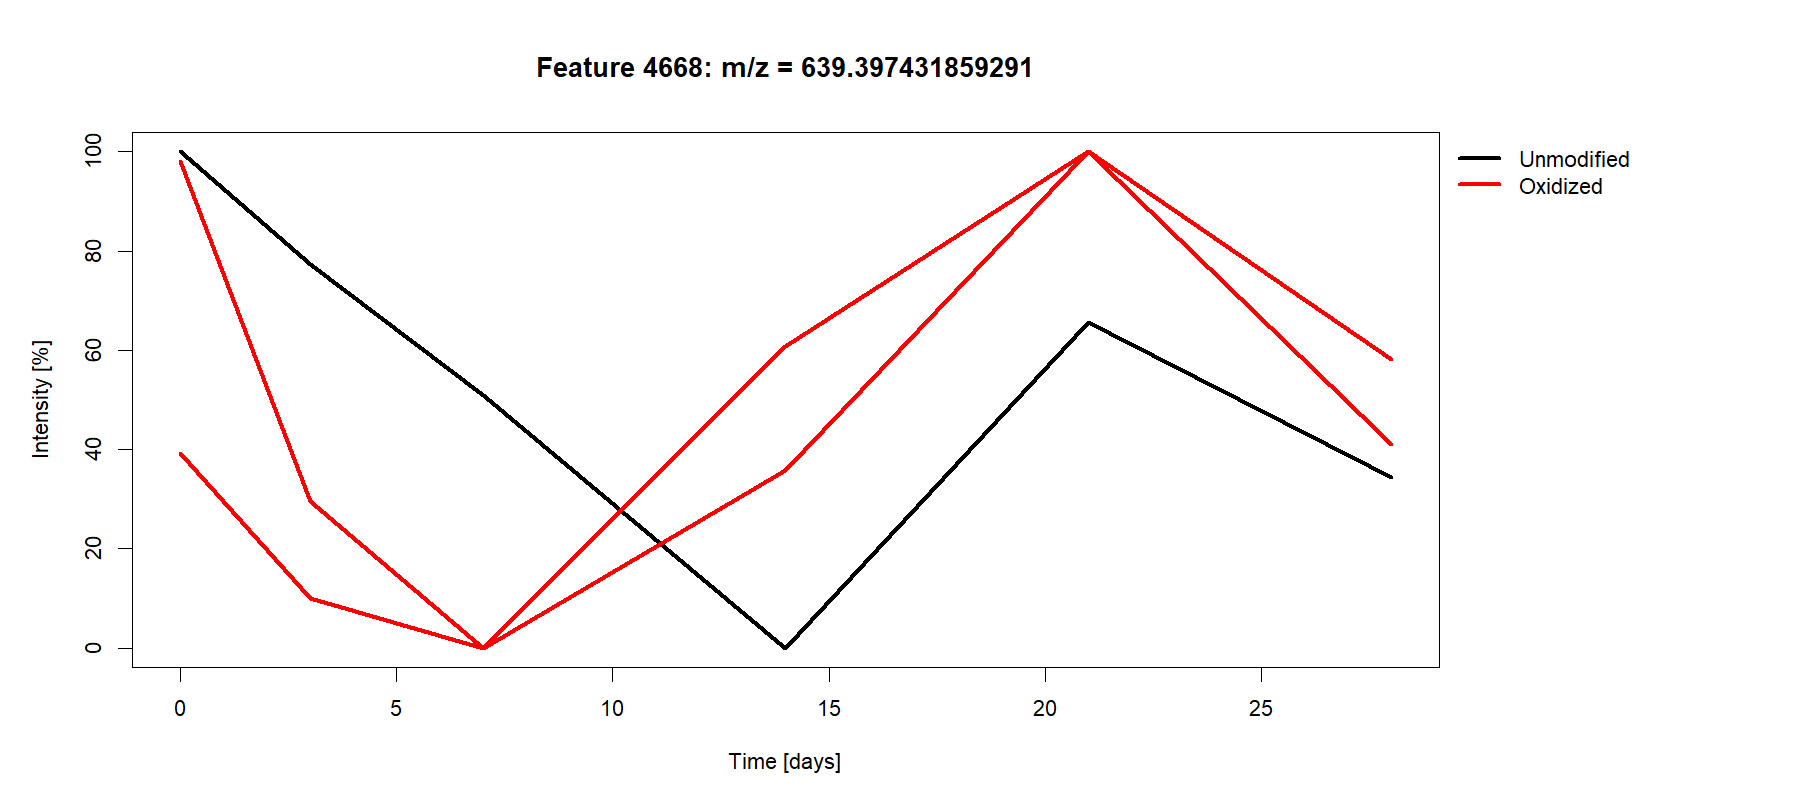 Feature 4668: m/z = 639.397431859291
Unmodified
Oxidized
100
80
60
40
20
0
Intensity [%]
0 5 10 15 20 25
Time [days]